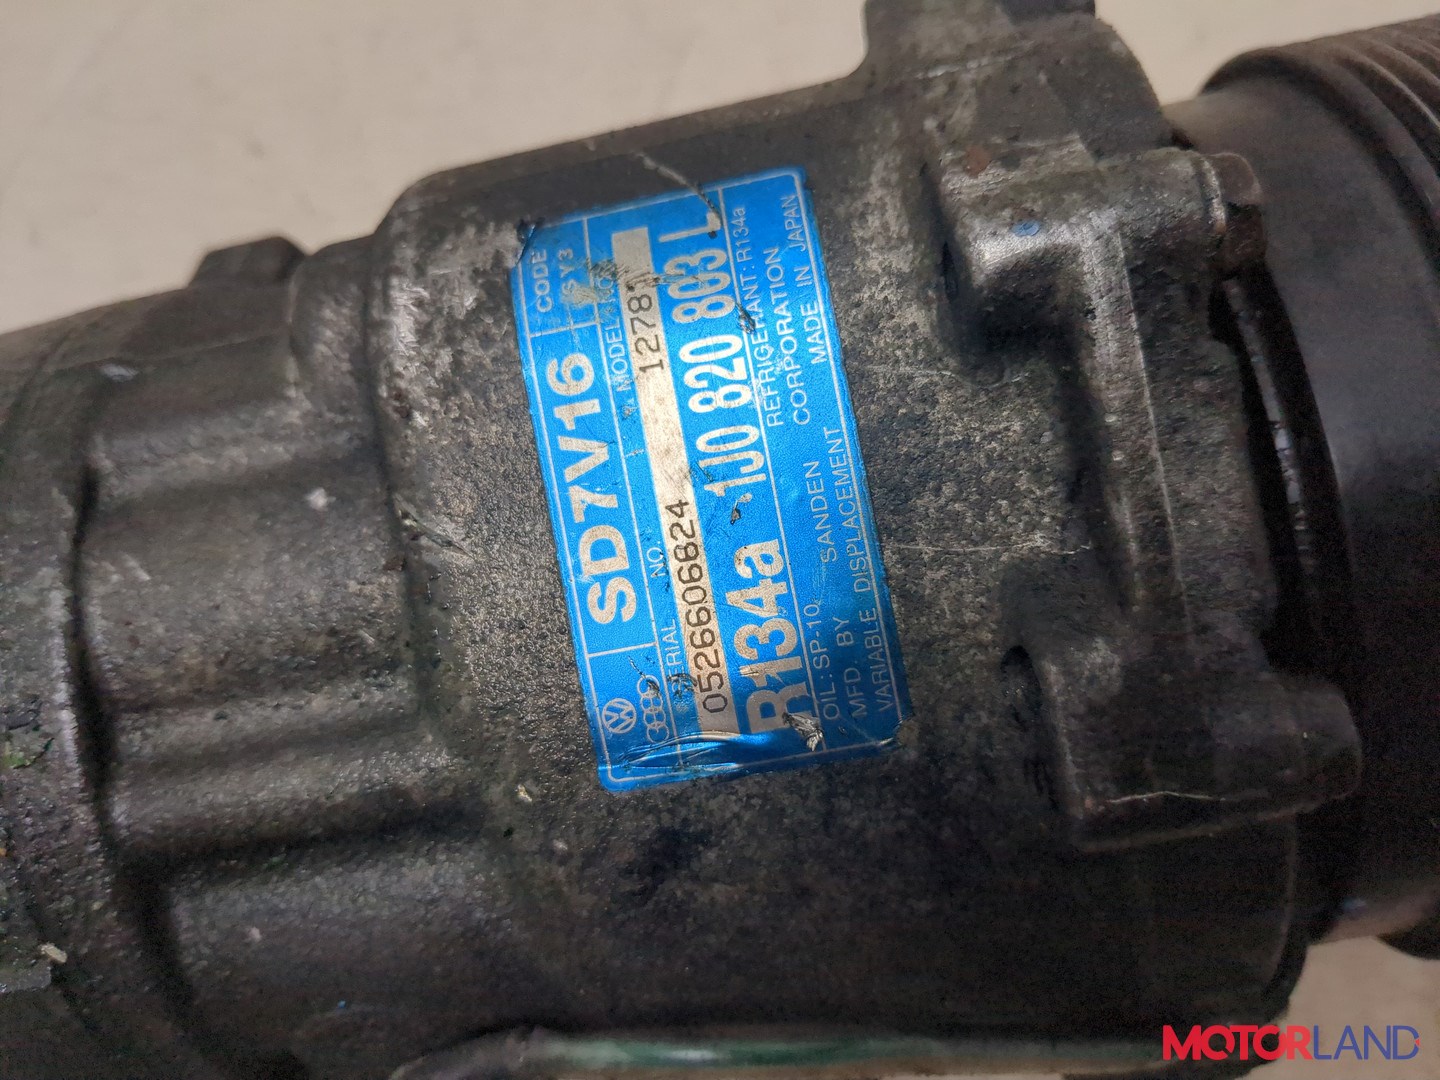 SD7V16 CODE
SY3
SERIAL NO. MODEL NO.
0526606824 1278
R134a 1J0 820 803 L
OIL: SP-10 REFRIGERANT: R134a
MFD. BY SANDEN CORPORATION
VARIABLE DISPLACEMENT MADE IN JAPAN
MOTORLAND